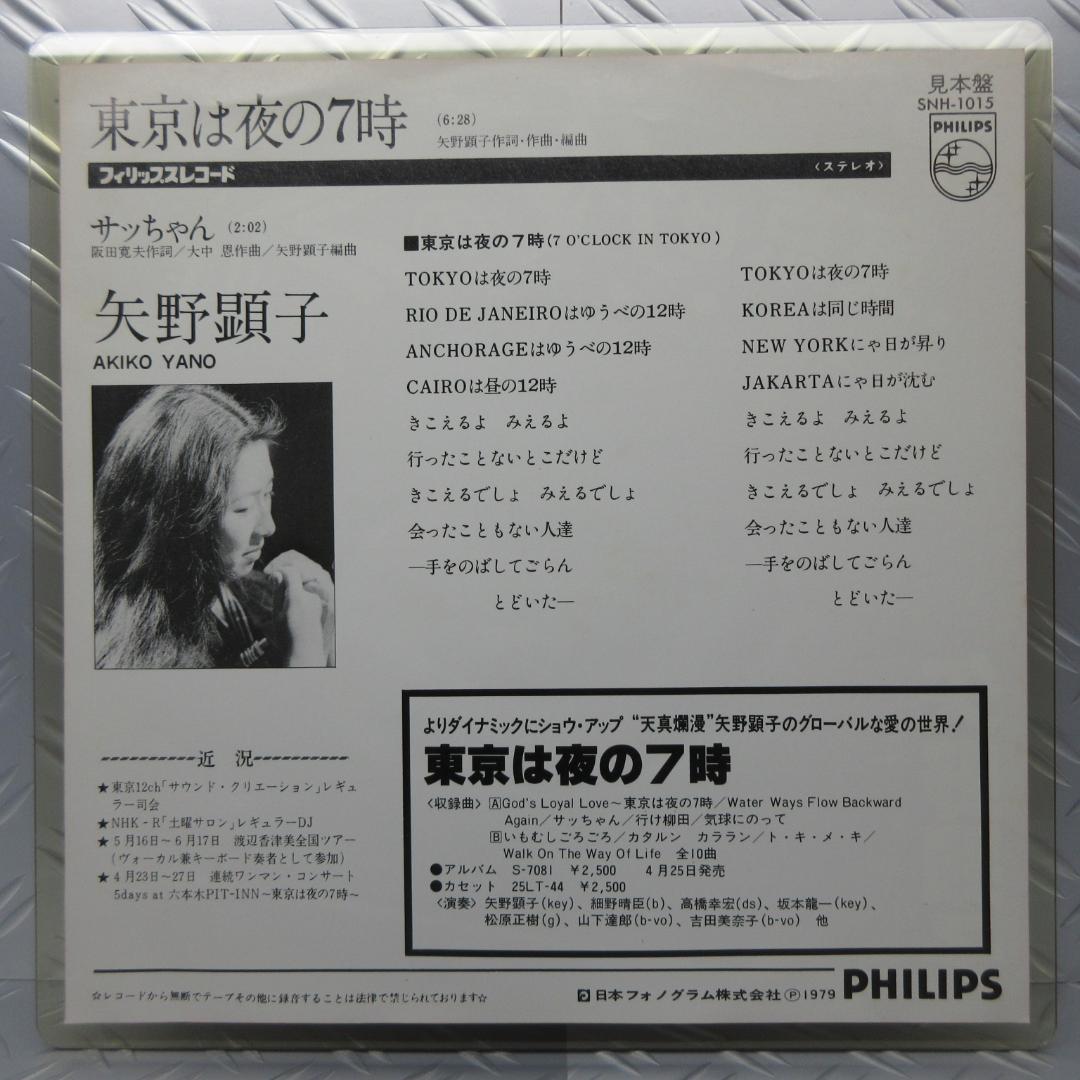 東京は夜の7時
(6:28)
矢野顕子作詞・作曲・編曲
見本盤
SNH-1015
PHILIPS
フィリップスレコード
〈ステレオ〉
サッちゃん (2:02)
阪田寛夫作詞/大中 恩作曲/矢野顕子編曲
矢野顕子
AKIKO YANO
■東京は夜の7時(7 O'CLOCK IN TOKYO)
TOKYOは夜の7時
RIO DE JANEIROはゆうべの12時
ANCHORAGEはゆうべの12時
CAIROは昼の12時
きこえるよ みえるよ
行ったことないとこだけど
きこえるでしょ みえるでしょ
会ったこともない人達
—手をのばしてごらん
とどいた—
TOKYOは夜の7時
KOREAは同じ時間
NEW YORKにゃ日が昇り
JAKARTAにゃ日が沈む
きこえるよ みえるよ
行ったことないとこだけど
きこえるでしょ みえるでしょ
会ったこともない人達
—手をのばしてごらん
とどいた—
近 況
★東京12ch「サウンド・クリエーション」レギュ
ラー司会
★NHK-R「土曜サロン」レギュラーDJ
★5月16日~6月17日 渡辺香津美全国ツアー
(ヴォーカル兼キーボード奏者として参加)
★4月23日~27日 連続ワンマン・コンサート
5days at 六本木PIT-INN~東京は夜の7時~
よりダイナミックにショウ・アップ “天真爛漫”矢野顕子のグローバルな愛の世界!
東京は夜の7時
〈収録曲〉 A God's Loyal Love~東京は夜の7時/Water Ways Flow Backward
Again/サッちゃん/行け柳田/気球にのって
B いもむしごろごろ/カタルン カララン/ト・キ・メ・キ/
Walk On The Way Of Life 全10曲
●アルバム S-7081 ¥2,500 4月25日発売
●カセット 25LT-44 ¥2,500
〈演奏〉 矢野顕子(key)、細野晴臣(b)、高橋幸宏(ds)、坂本龍一(key)、
松原正樹(g)、山下達郎(b-vo)、吉田美奈子(b-vo) 他
☆レコードから無断でテープその他に録音することは法律で禁じられております☆
日本フォノグラム株式会社 Ⓟ1979 PHILIPS